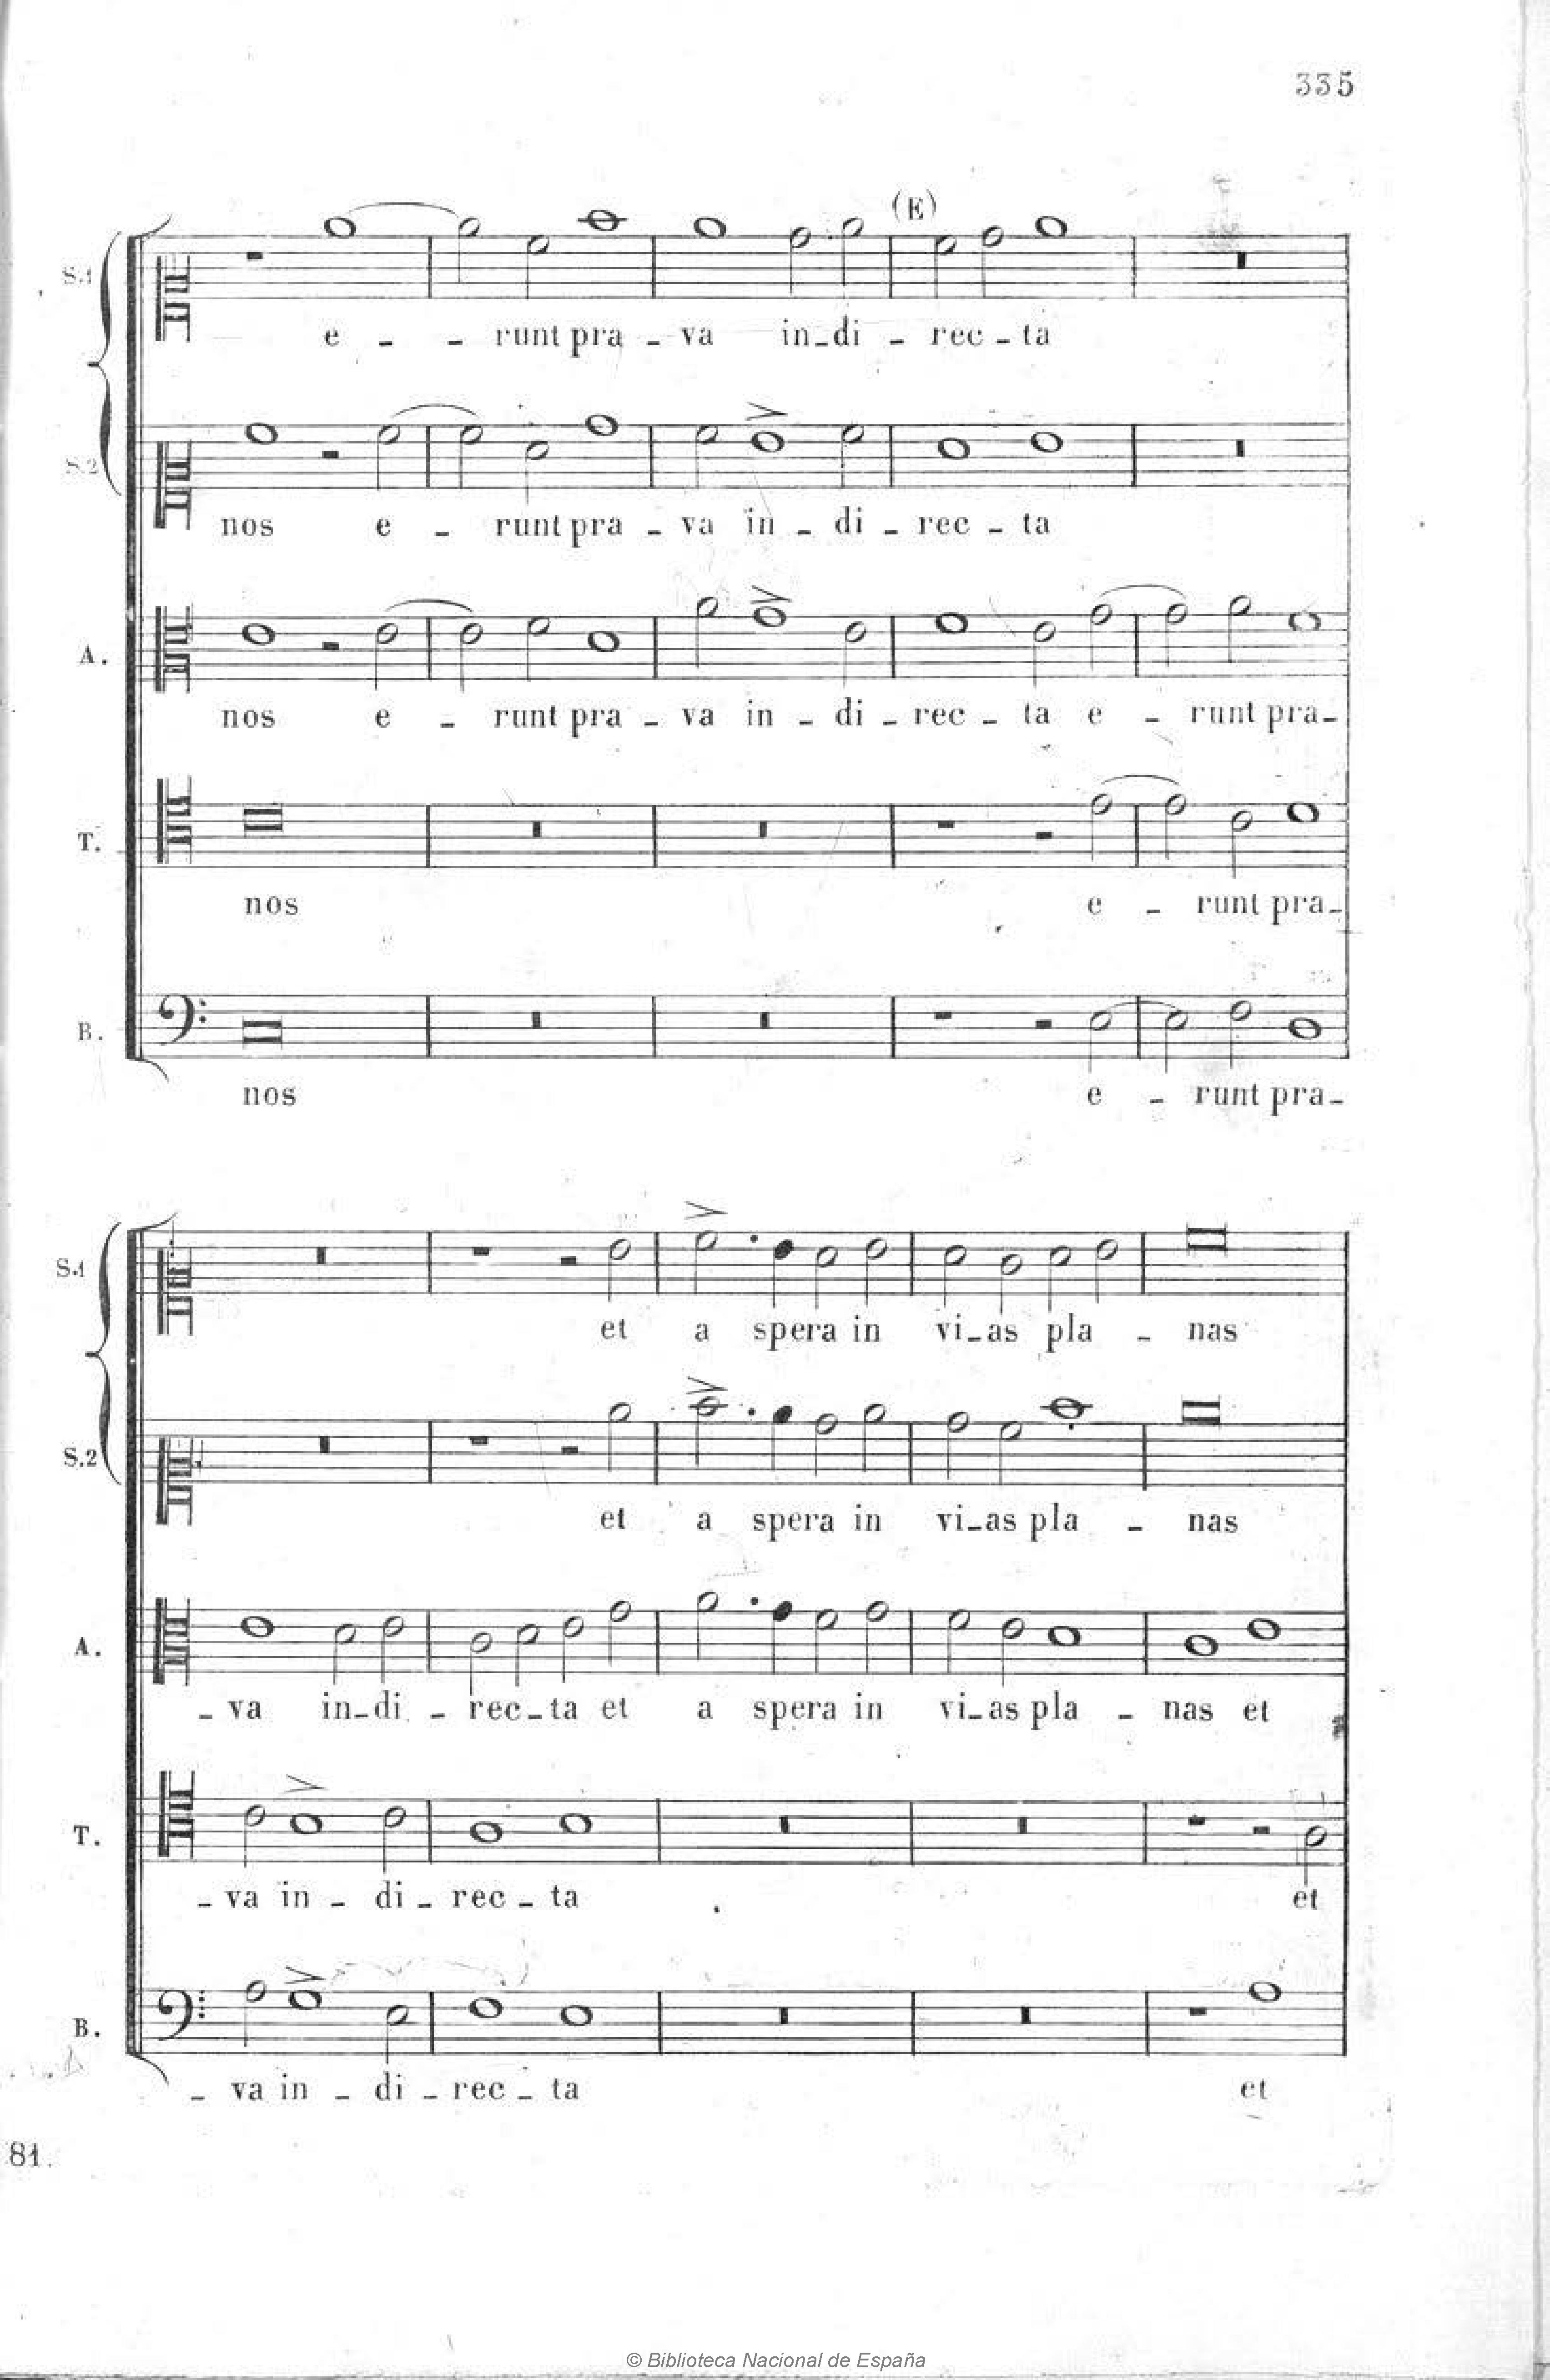 335
(E)
S.1
e - - runt pra - va in-di - rec - ta
S.2
nos e - runt pra - va in - di - rec - ta
A.
nos e - runt pra - va in - di - rec - ta e - runt pra-
T.
nos e - runt pra-
B.
nos e - runt pra-
S.1
et a spera in vi-as pla - nas
S.2
et a spera in vi-as pla - nas
A.
- va in-di - rec-ta et a spera in vi-as pla - nas et
T.
- va in - di - rec - ta et
B.
- va in - di - rec - ta et
81.
© Biblioteca Nacional de España